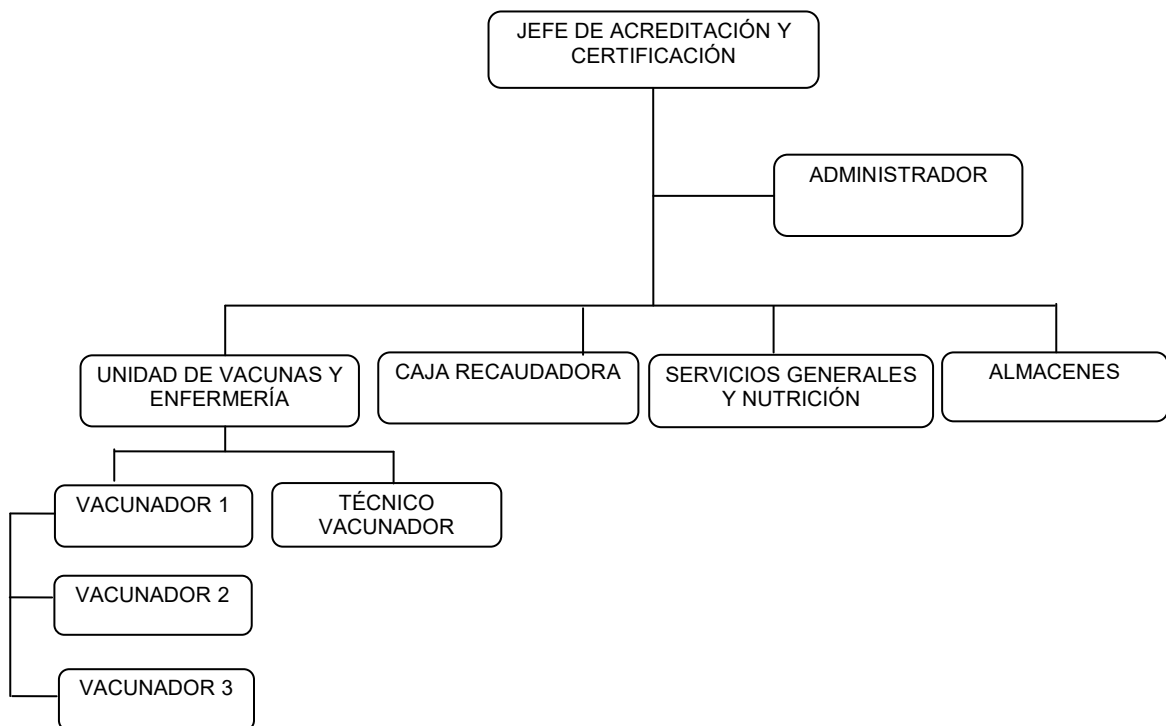 JEFE DE ACREDITACIÓN Y
CERTIFICACIÓN
ADMINISTRADOR
UNIDAD DE VACUNAS Y
ENFERMERÍA
CAJA RECAUDADORA
SERVICIOS GENERALES
Y NUTRICIÓN
ALMACENES
VACUNADOR 1
TÉCNICO
VACUNADOR
VACUNADOR 2
VACUNADOR 3